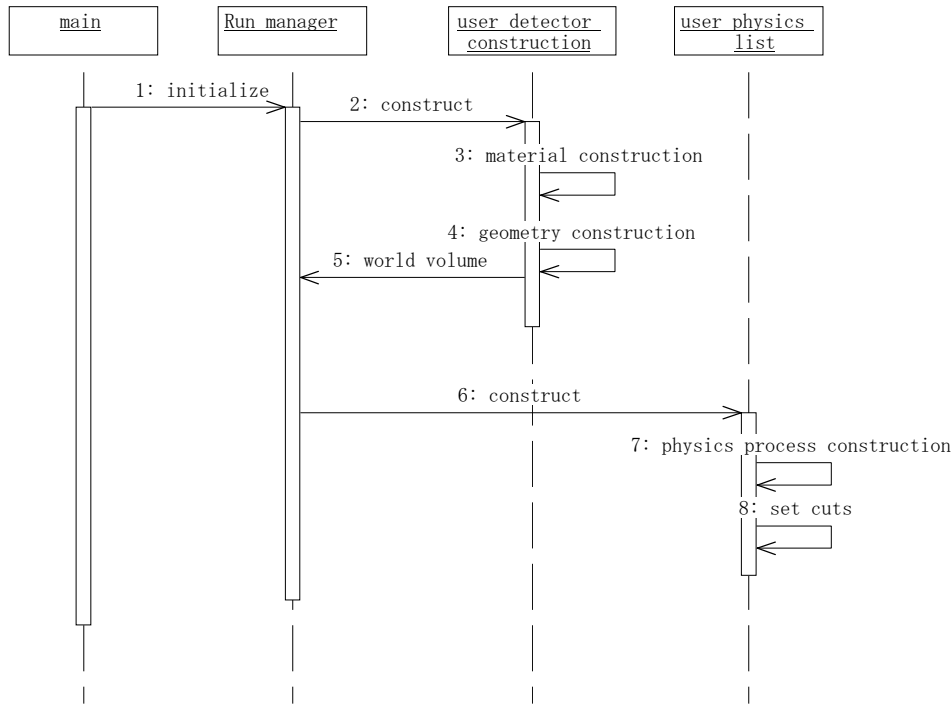 main
Run manager
user detector
construction
user physics
list
1: initialize
2: construct
3: material construction
4: geometry construction
5: world volume
6: construct
7: physics process construction
8: set cuts